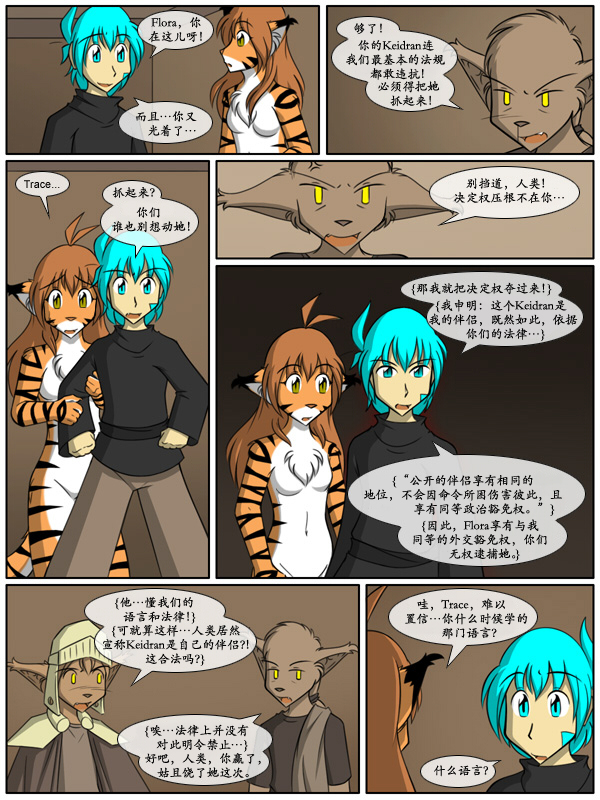 Flora，你
在这儿呀！
而且…你又
光着了…
够了！
你的Keidran连
我们最基本的法规
都敢违抗！
必须得把她
抓起来！
Trace...
抓起来？
你们
谁也别想动她！
别挡道，人类！
决定权压根不在你…
{那我就把决定权夺过来！}
{我申明：这个Keidran是
我的伴侣，既然如此，依据
你们的法律…}
{“公开的伴侣享有相同的
地位，不会因命令所困伤害彼此，且
享有同等政治豁免权。”}
{因此，Flora享有与我
同等的外交豁免权，你们
无权逮捕她。}
{他…懂我们的
语言和法律！}
{可就算这样…人类居然
宣称Keidran是自己的伴侣?!
这合法吗?}
{唉…法律上并没有
对此明令禁止…}
好吧，人类，你赢了，
姑且饶了她这次。
哇，Trace，难以
置信…你什么时候学的
那门语言？
什么语言？